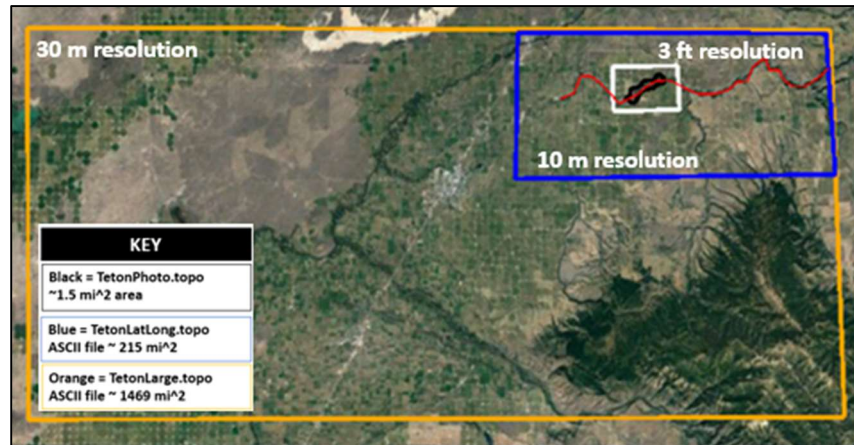 30 m resolution
3 ft resolution
10 m resolution
KEY
Black = TetonPhoto.topo
~1.5 mi^2 area
Blue = TetonLatLong.topo
ASCII file ~ 215 mi^2
Orange = TetonLarge.topo
ASCII file ~ 1469 mi^2